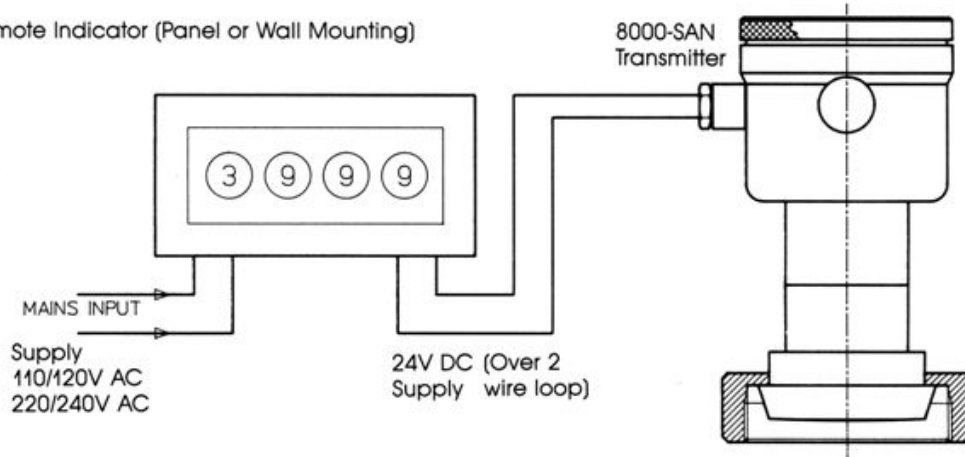 mote Indicator (Panel or Wall Mounting)
8000-SAN
Transmitter
3 9 9 9
MAINS INPUT
Supply
110/120V AC
220/240V AC
24V DC (Over 2
Supply wire loop)